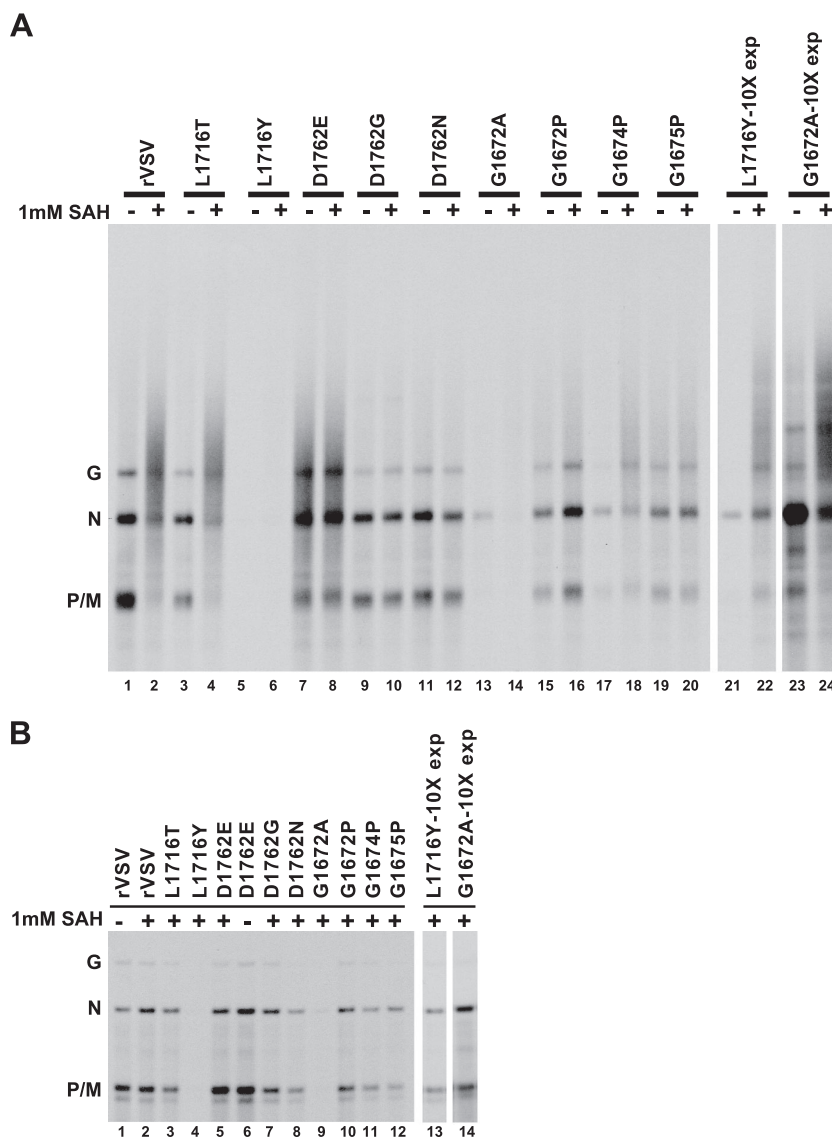 A
rVSV L1716T L1716Y D1762E D1762G D1762N G1672A G1672P G1674P G1675P L1716Y-10X exp G1672A-10X exp
1mM SAH - + - + - + - + - + - + - + - + - + - + - + - +
G
N
P/M
1 2 3 4 5 6 7 8 9 10 11 12 13 14 15 16 17 18 19 20 21 22 23 24
B
rVSV rVSV L1716T L1716Y D1762E D1762E D1762G D1762N G1672A G1672P G1674P G1675P L1716Y-10X exp G1672A-10X exp
1mM SAH - + + + + - + + + + + + + +
G
N
P/M
1 2 3 4 5 6 7 8 9 10 11 12 13 14